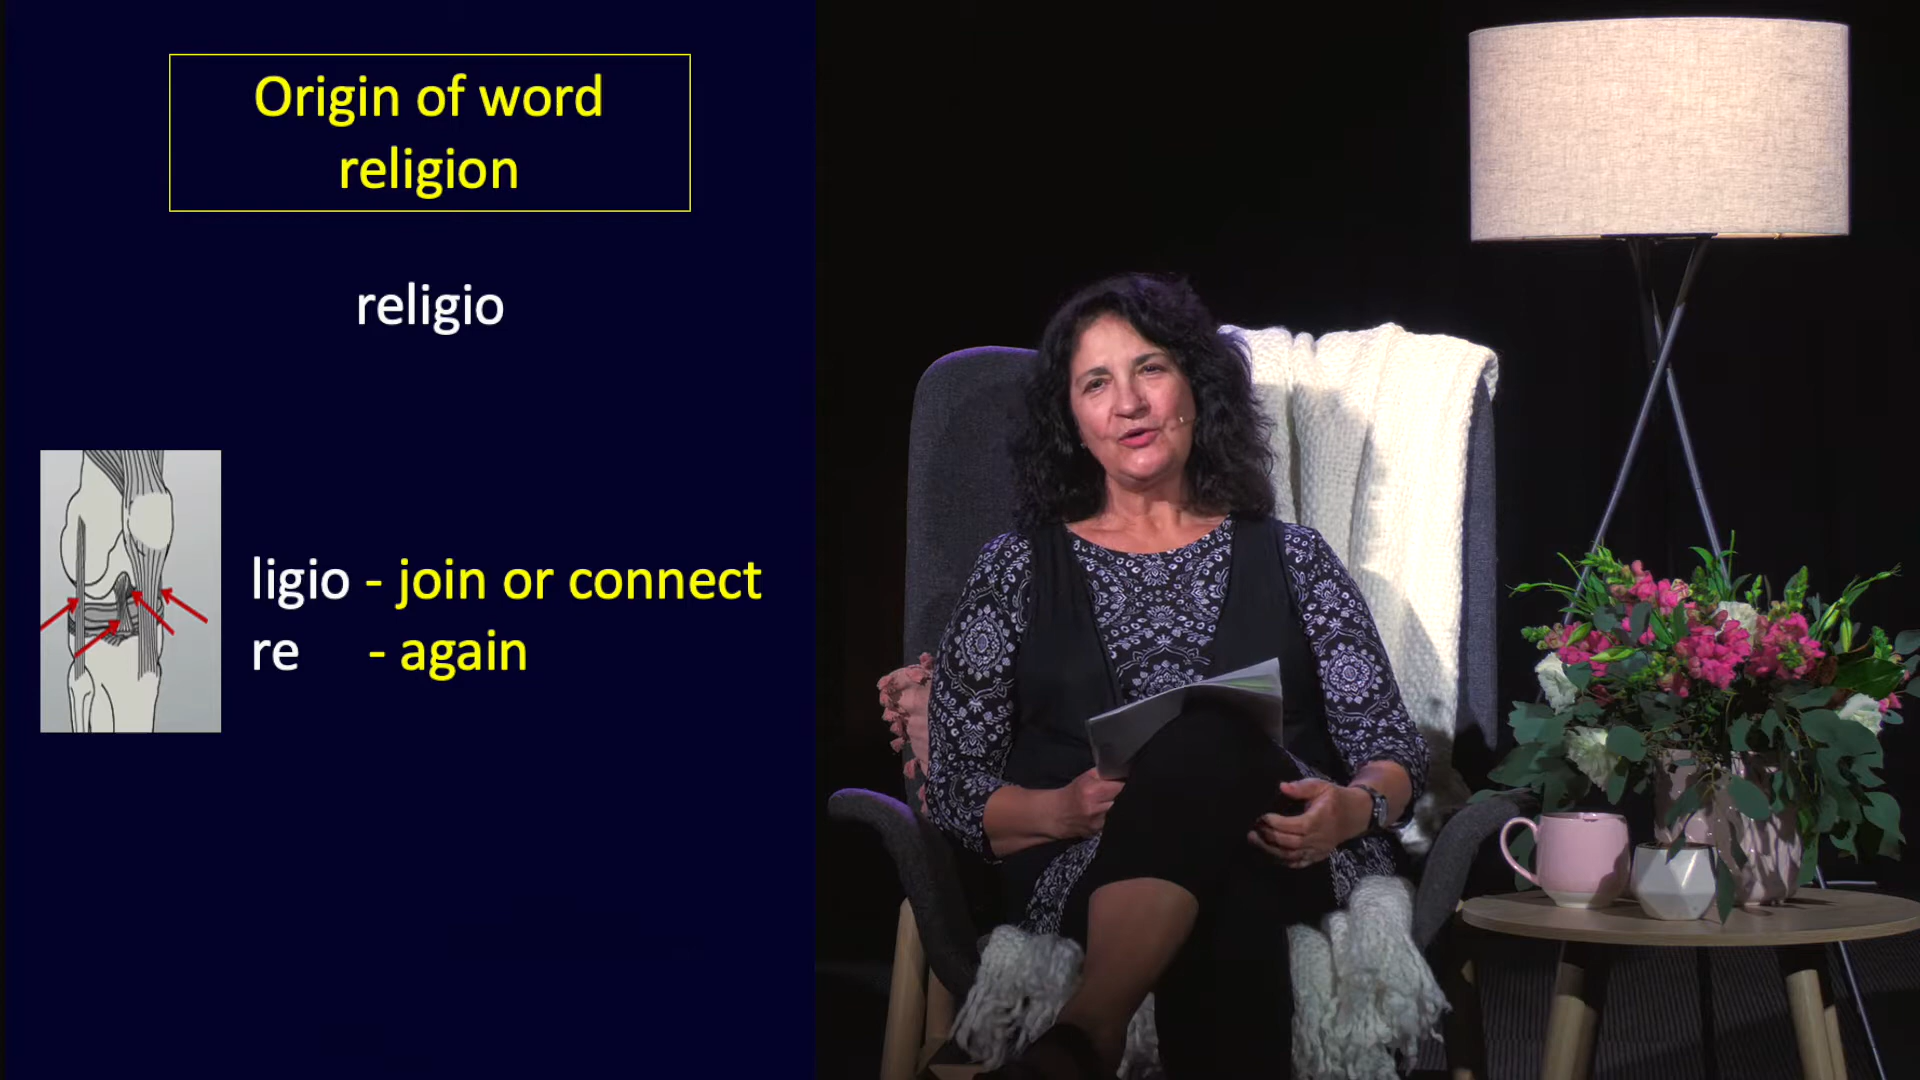 Origin of word
religion
religio
ligio - join or connect
re - again